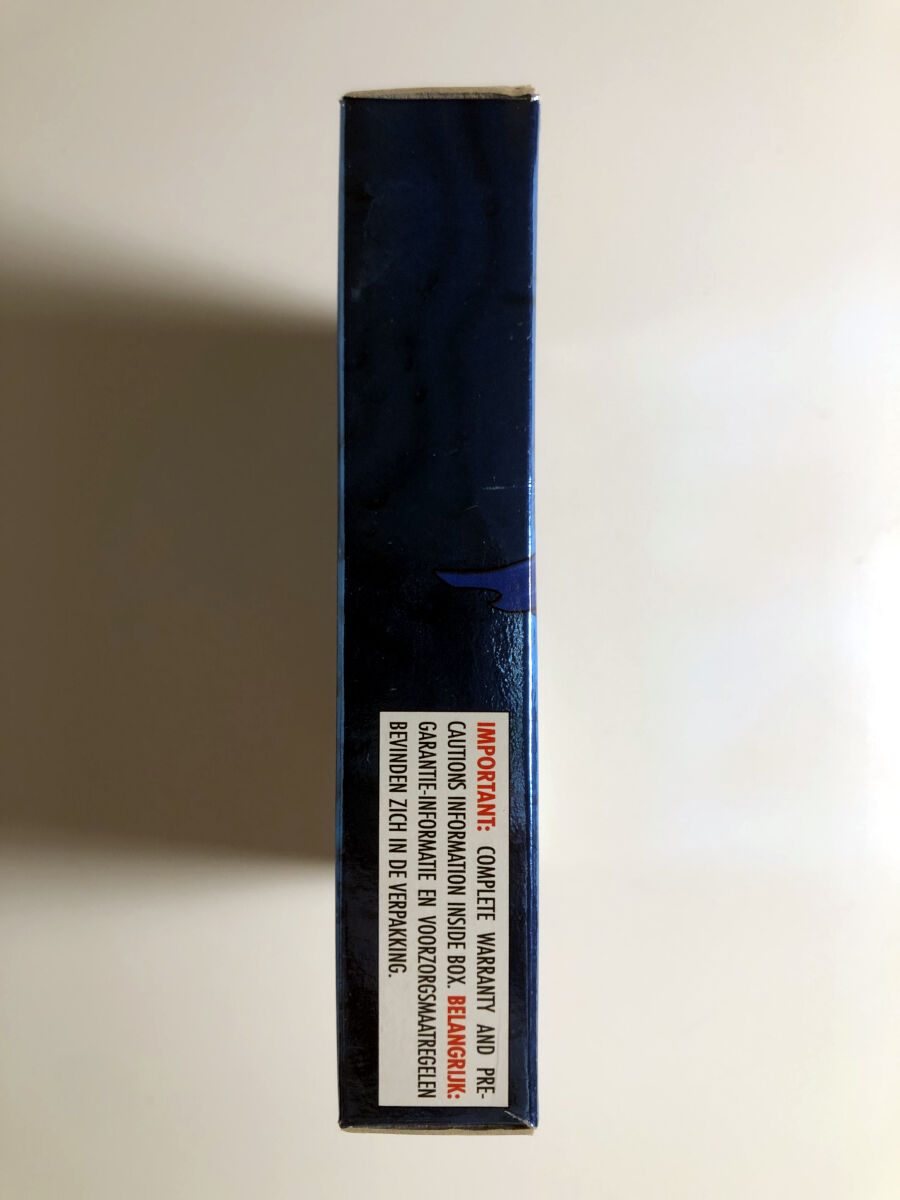 IMPORTANT: COMPLETE WARRANTY AND PRE-
CAUTIONS INFORMATION INSIDE BOX. BELANGRIJK:
GARANTIE-INFORMATIE EN VOORZORGSMAATREGELEN
BEVINDEN ZICH IN DE VERPAKKING.